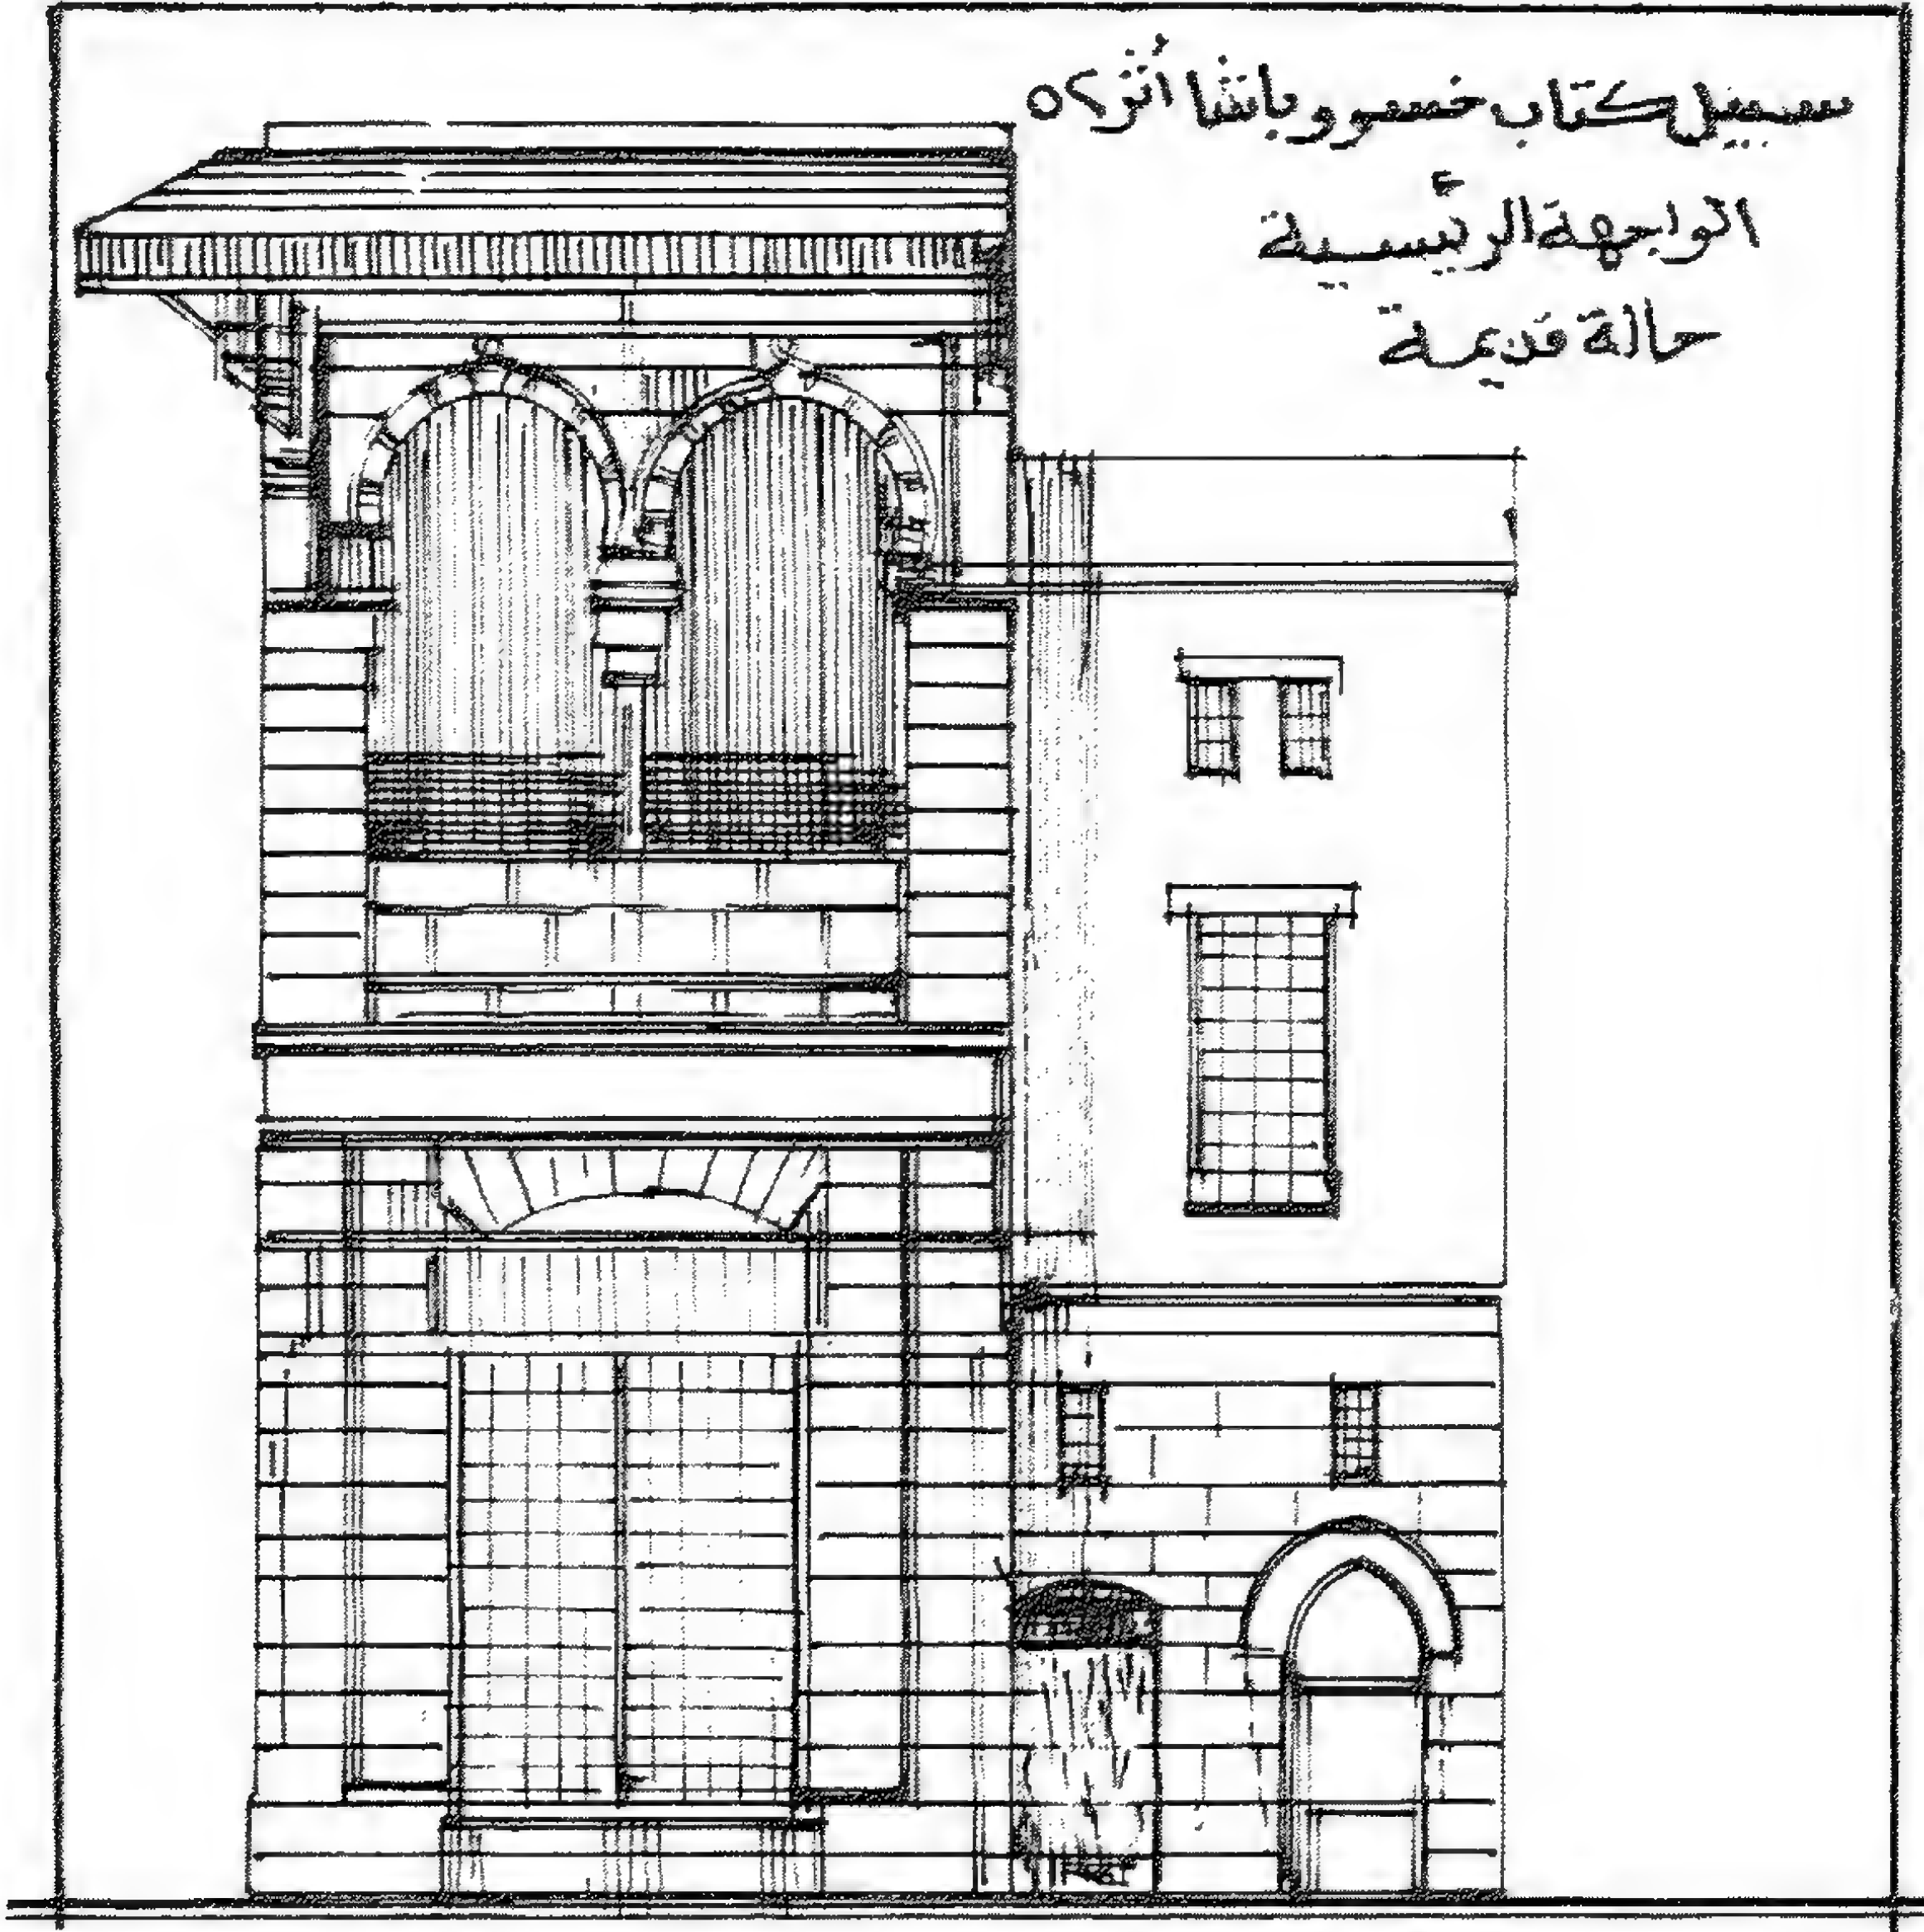 سبيل كتاب خسرو باشا أثر ٥٢
الواجهة الرئيسية
حالة قديمة